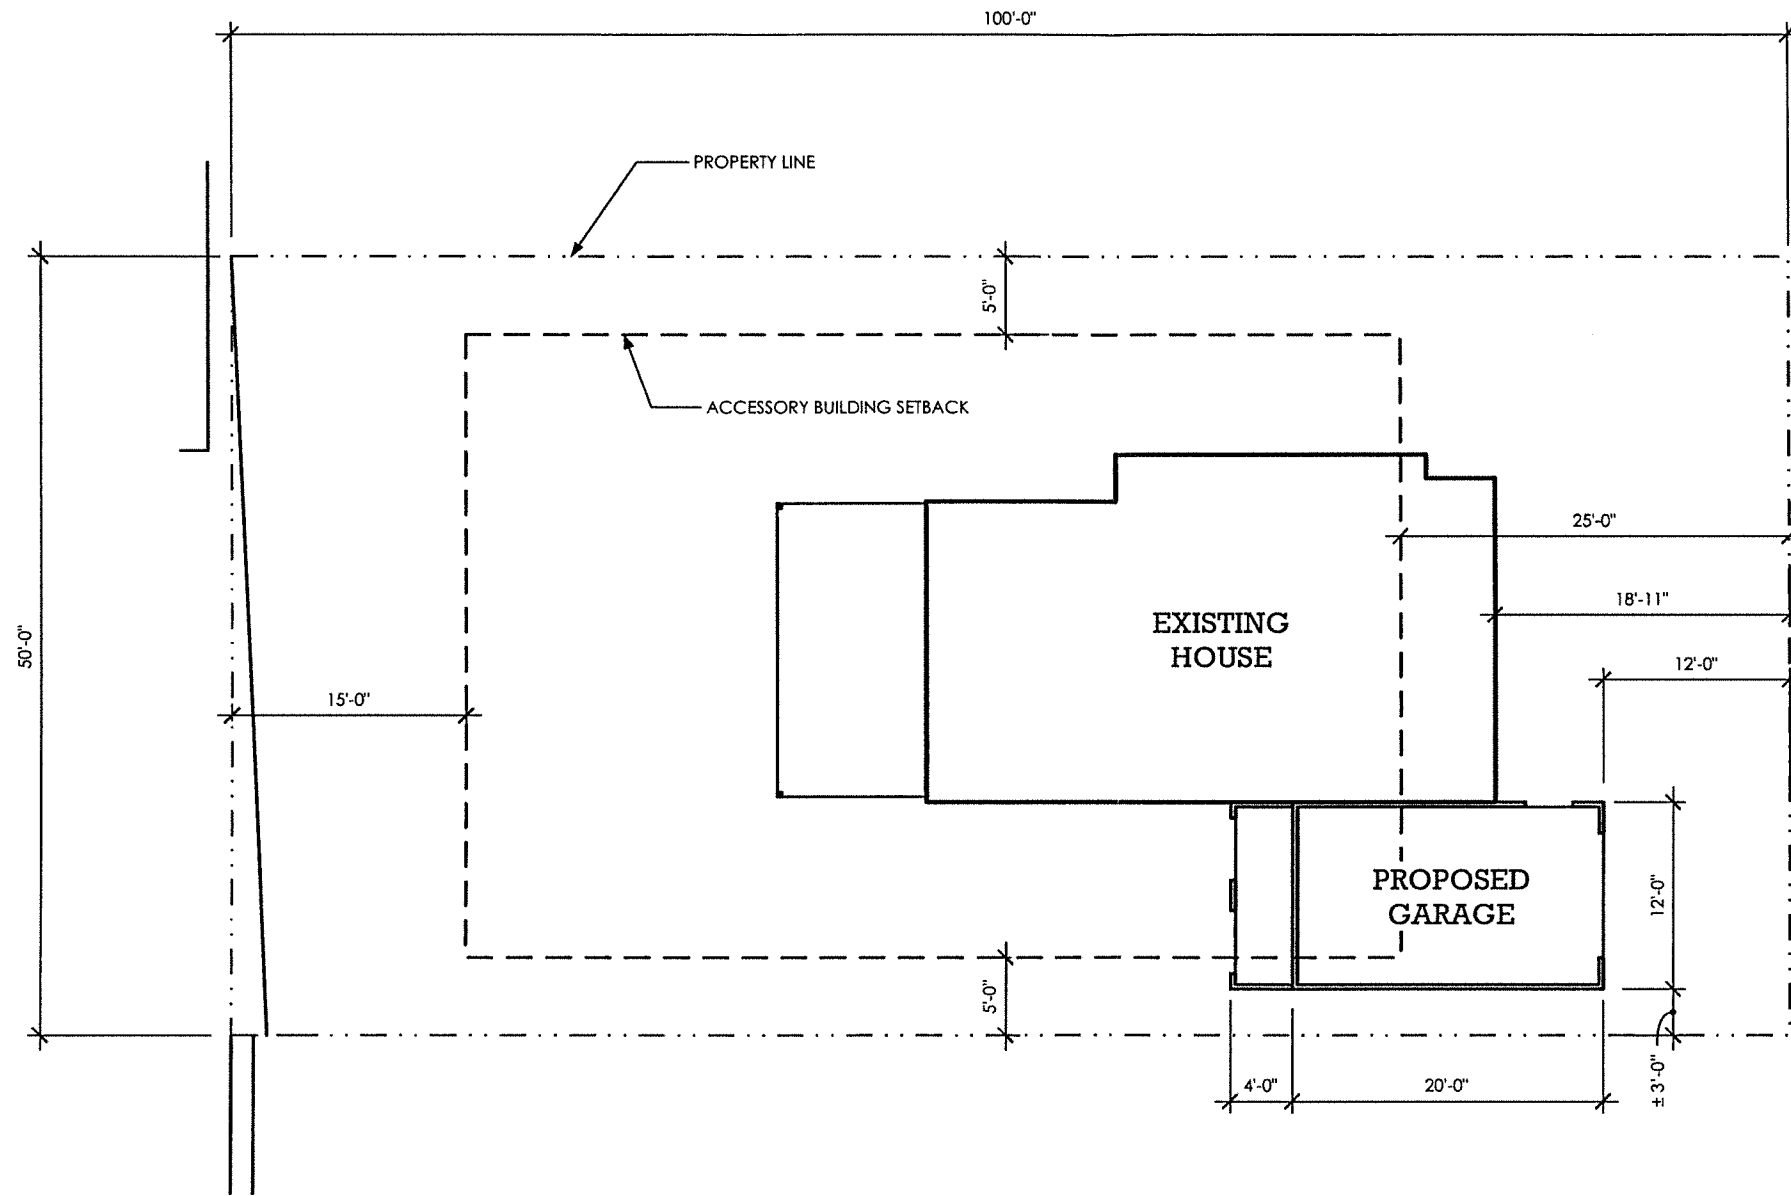 100'-0"
PROPERTY LINE
5'-0"
ACCESSORY BUILDING SETBACK
25'-0"
18'-11"
EXISTING
HOUSE
50'-0"
12'-0"
15'-0"
PROPOSED
GARAGE
12'-0"
5'-0"
4'-0"
20'-0"
± 3'-0"